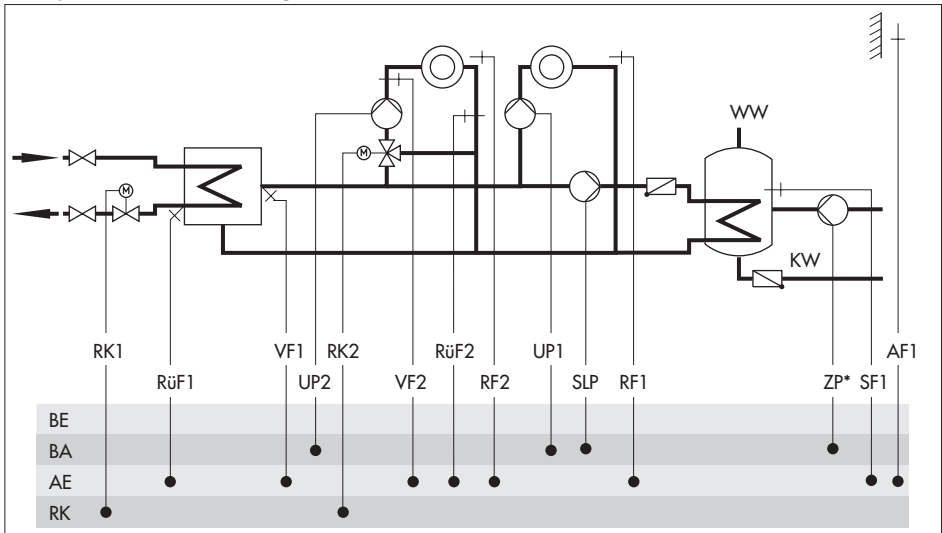 WW
M
M
KW
RK1 VF1 RK2 RüF2 UP1 AF1
RüF1 UP2 VF2 RF2 SLP RF1 ZP* SF1
BE
BA
AE
RK